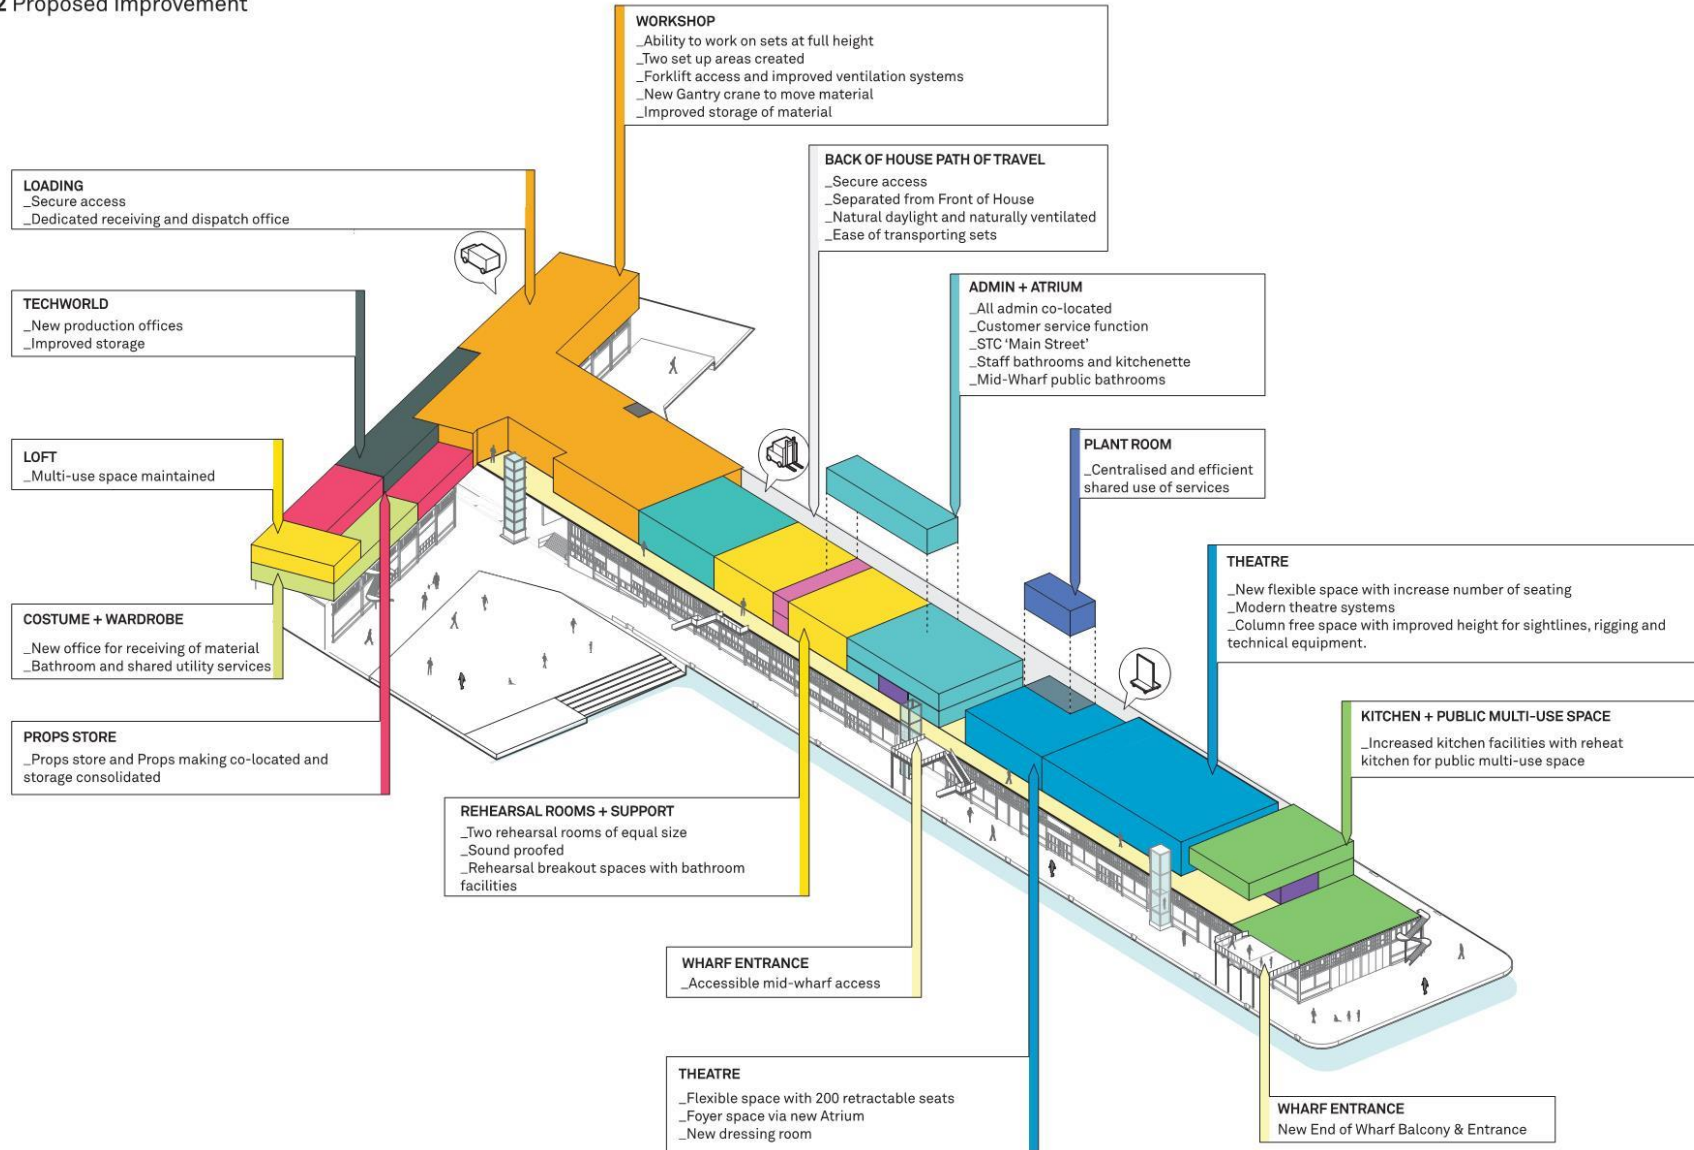 2 Proposed Improvement
WORKSHOP
_Ability to work on sets at full height
_Two set up areas created
_Forklift access and improved ventilation systems
_New Gantry crane to move material
_Improved storage of material
BACK OF HOUSE PATH OF TRAVEL
_Secure access
_Separated from Front of House
_Natural daylight and naturally ventilated
_Ease of transporting sets
LOADING
_Secure access
_Dedicated receiving and dispatch office
ADMIN + ATRIUM
_All admin co-located
_Customer service function
_STC ‘Main Street’
_Staff bathrooms and kitchenette
_Mid-Wharf public bathrooms
TECHWORLD
_New production offices
_Improved storage
PLANT ROOM
_Centralised and efficient
shared use of services
LOFT
_Multi-use space maintained
THEATRE
_New flexible space with increase number of seating
_Modern theatre systems
_Column free space with improved height for sightlines, rigging and
technical equipment.
COSTUME + WARDROBE
_New office for receiving of material
_Bathroom and shared utility services
KITCHEN + PUBLIC MULTI-USE SPACE
_Increased kitchen facilities with reheat
kitchen for public multi-use space
PROPS STORE
_Props store and Props making co-located and
storage consolidated
REHEARSAL ROOMS + SUPPORT
_Two rehearsal rooms of equal size
_Sound proofed
_Rehearsal breakout spaces with bathroom
facilities
WHARF ENTRANCE
_Accessible mid-wharf access
THEATRE
_Flexible space with 200 retractable seats
_Foyer space via new Atrium
_New dressing room
WHARF ENTRANCE
New End of Wharf Balcony & Entrance